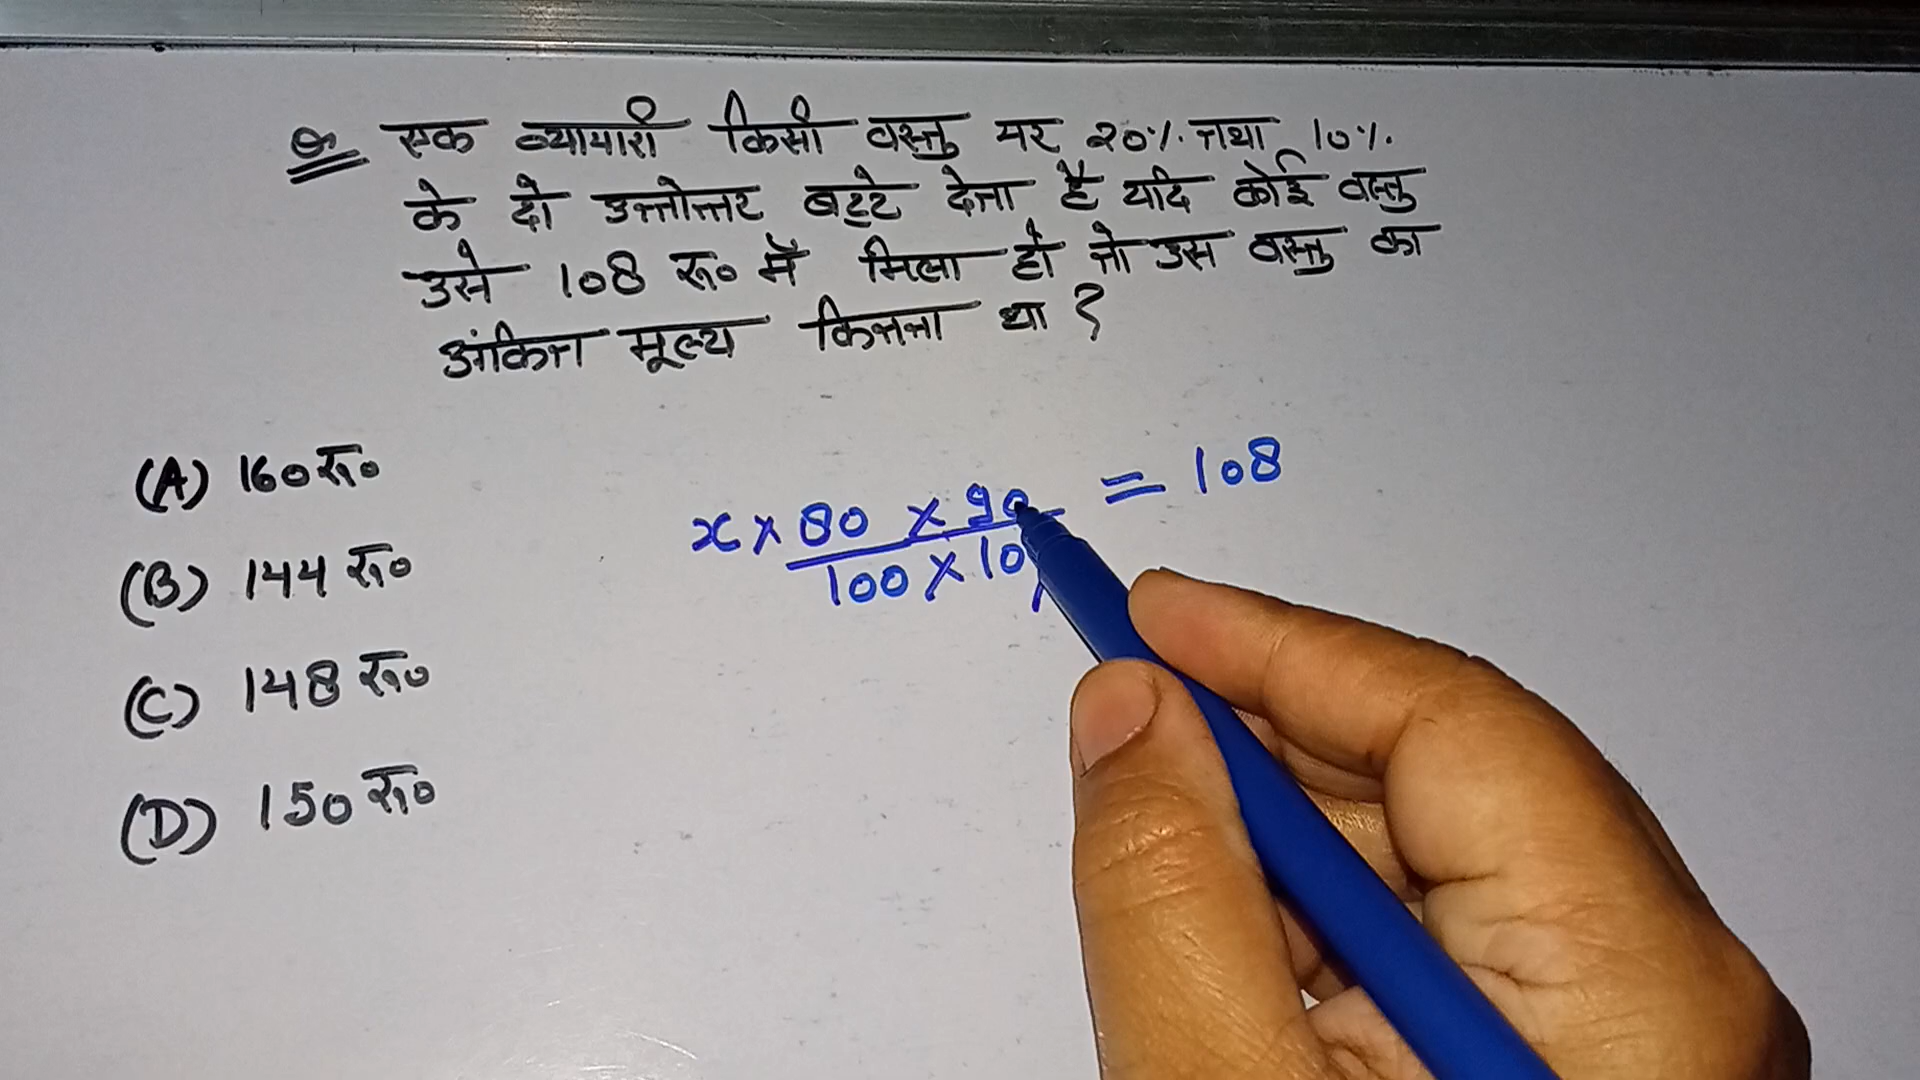 Q. एक व्यापारी किसी वस्तु पर 20% तथा 10%
के दो उत्तोत्तर बट्टे देता है यदि कोई वस्तु
उसे 108 रू० में मिला हो तो उस वस्तु का
अंकित मूल्य कितना था ?
(A) 160 रू०
x × 80 × 90 = 108
100 × 10
(B) 144 रू०
(C) 148 रू०
(D) 150 रू०